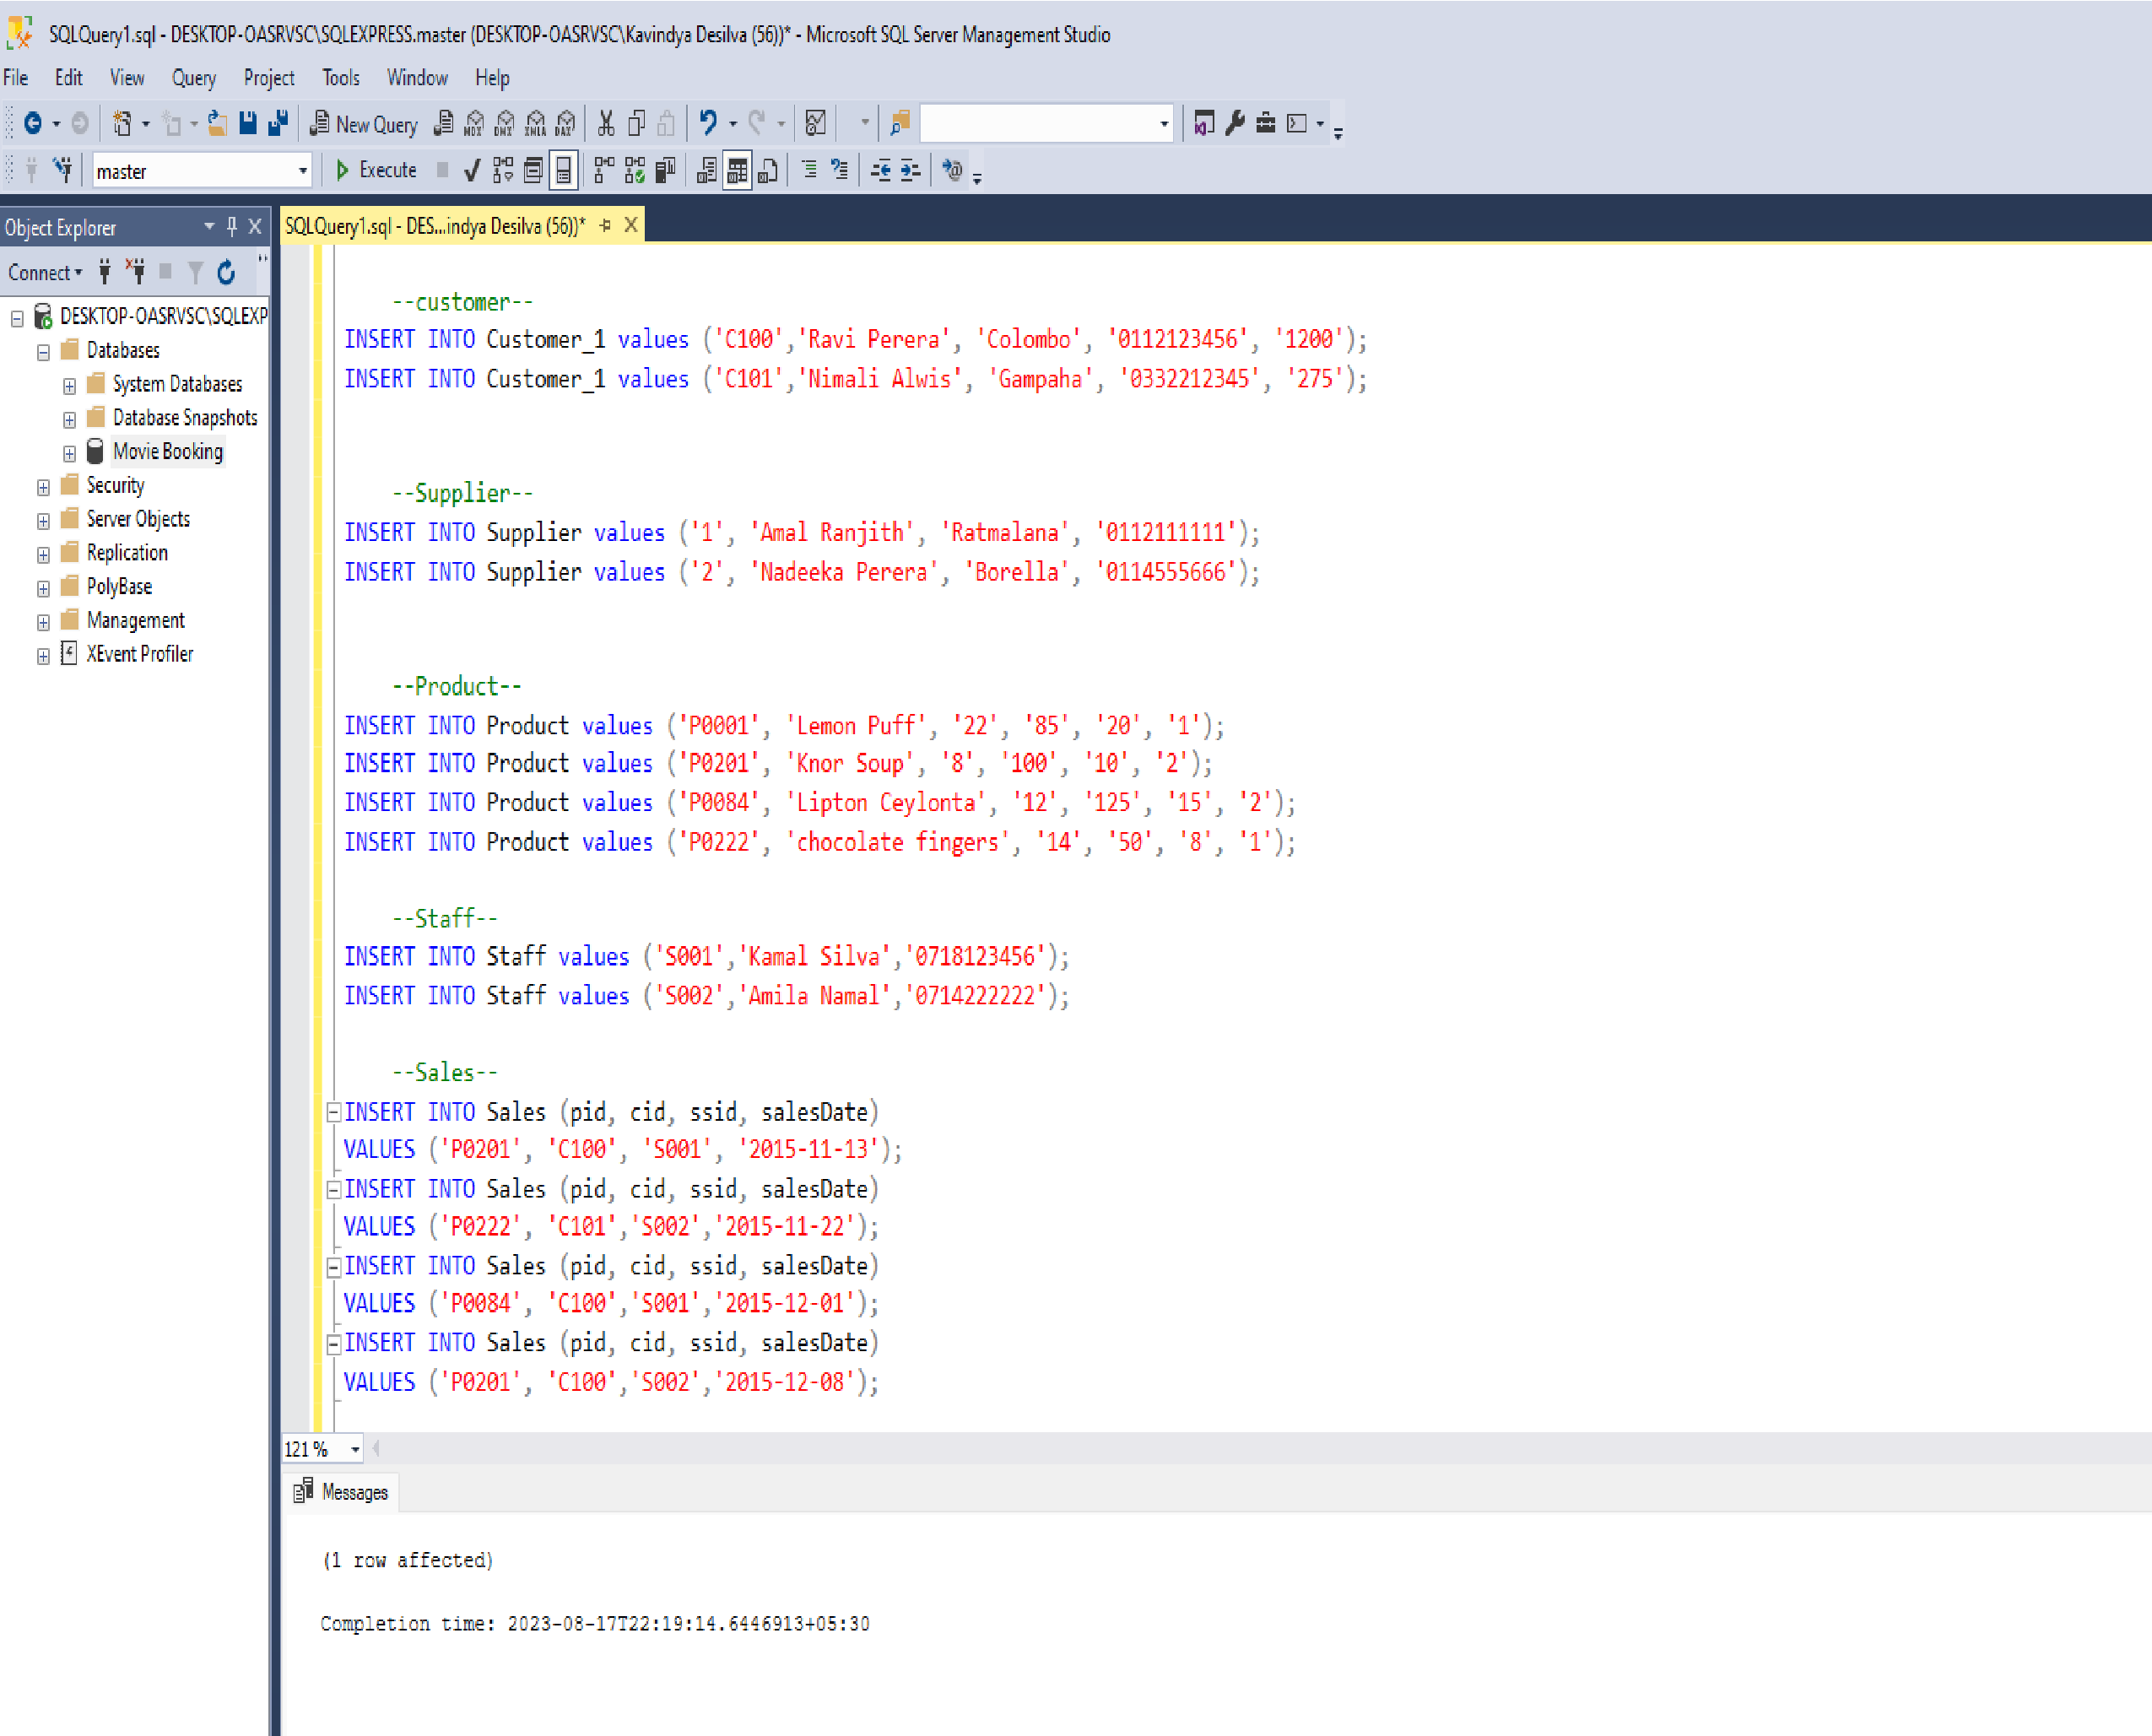 SQLQuery1.sql - DESKTOP-OASRVSC\SQLEXPRESS.master (DESKTOP-OASRVSC\Kavindya Desilva (56))* - Microsoft SQL Server Management Studio
File Edit View Query Project Tools Window Help
New Query MDX DMX XMLA DAX
master Execute
Object Explorer
SQLQuery1.sql - DES...indya Desilva (56))*
Connect
DESKTOP-OASRVSC\SQLEXP
Databases
System Databases
Database Snapshots
Movie Booking
Security
Server Objects
Replication
PolyBase
Management
XEvent Profiler
--customer--
INSERT INTO Customer_1 values ('C100','Ravi Perera', 'Colombo', '0112123456', '1200');
INSERT INTO Customer_1 values ('C101','Nimali Alwis', 'Gampaha', '0332212345', '275');
--Supplier--
INSERT INTO Supplier values ('1', 'Amal Ranjith', 'Ratmalana', '0112111111');
INSERT INTO Supplier values ('2', 'Nadeeka Perera', 'Borella', '0114555666');
--Product--
INSERT INTO Product values ('P0001', 'Lemon Puff', '22', '85', '20', '1');
INSERT INTO Product values ('P0201', 'Knor Soup', '8', '100', '10', '2');
INSERT INTO Product values ('P0084', 'Lipton Ceylonta', '12', '125', '15', '2');
INSERT INTO Product values ('P0222', 'chocolate fingers', '14', '50', '8', '1');
--Staff--
INSERT INTO Staff values ('S001','Kamal Silva','0718123456');
INSERT INTO Staff values ('S002','Amila Namal','0714222222');
--Sales--
INSERT INTO Sales (pid, cid, ssid, salesDate)
VALUES ('P0201', 'C100', 'S001', '2015-11-13');
INSERT INTO Sales (pid, cid, ssid, salesDate)
VALUES ('P0222', 'C101','S002','2015-11-22');
INSERT INTO Sales (pid, cid, ssid, salesDate)
VALUES ('P0084', 'C100','S001','2015-12-01');
INSERT INTO Sales (pid, cid, ssid, salesDate)
VALUES ('P0201', 'C100','S002','2015-12-08');
121 %
Messages
(1 row affected)
Completion time: 2023-08-17T22:19:14.6446913+05:30